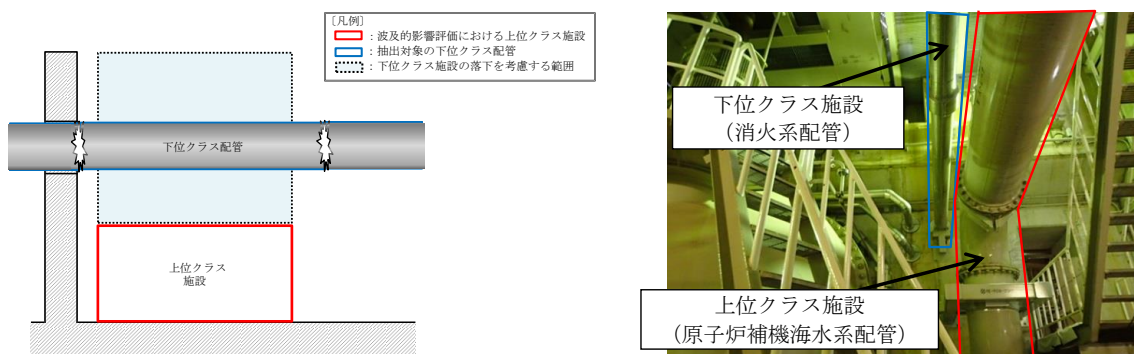 〔凡例〕
：波及的影響評価における上位クラス施設
：抽出対象の下位クラス配管
：下位クラス施設の落下を考慮する範囲
下位クラス配管
上位クラス
施設
下位クラス施設
（消火系配管）
上位クラス施設
（原子炉補機海水系配管）